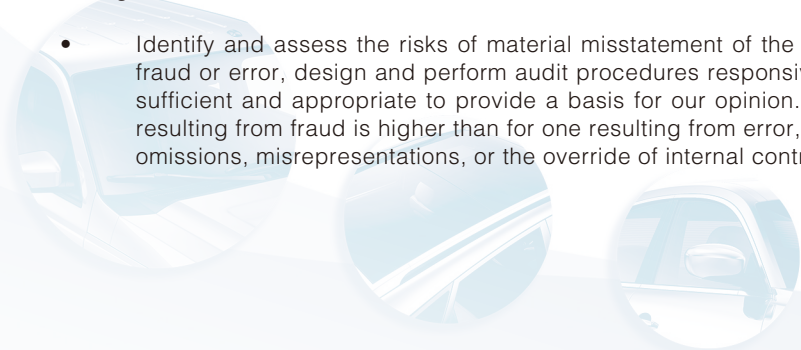 • Identify and assess the risks of material misstatement of the
fraud or error, design and perform audit procedures
sufficient and appropriate to provide a basis for our opinion.
resulting from fraud is higher than for one resulting from error,
omissions, misrepresentations, or the override of internal